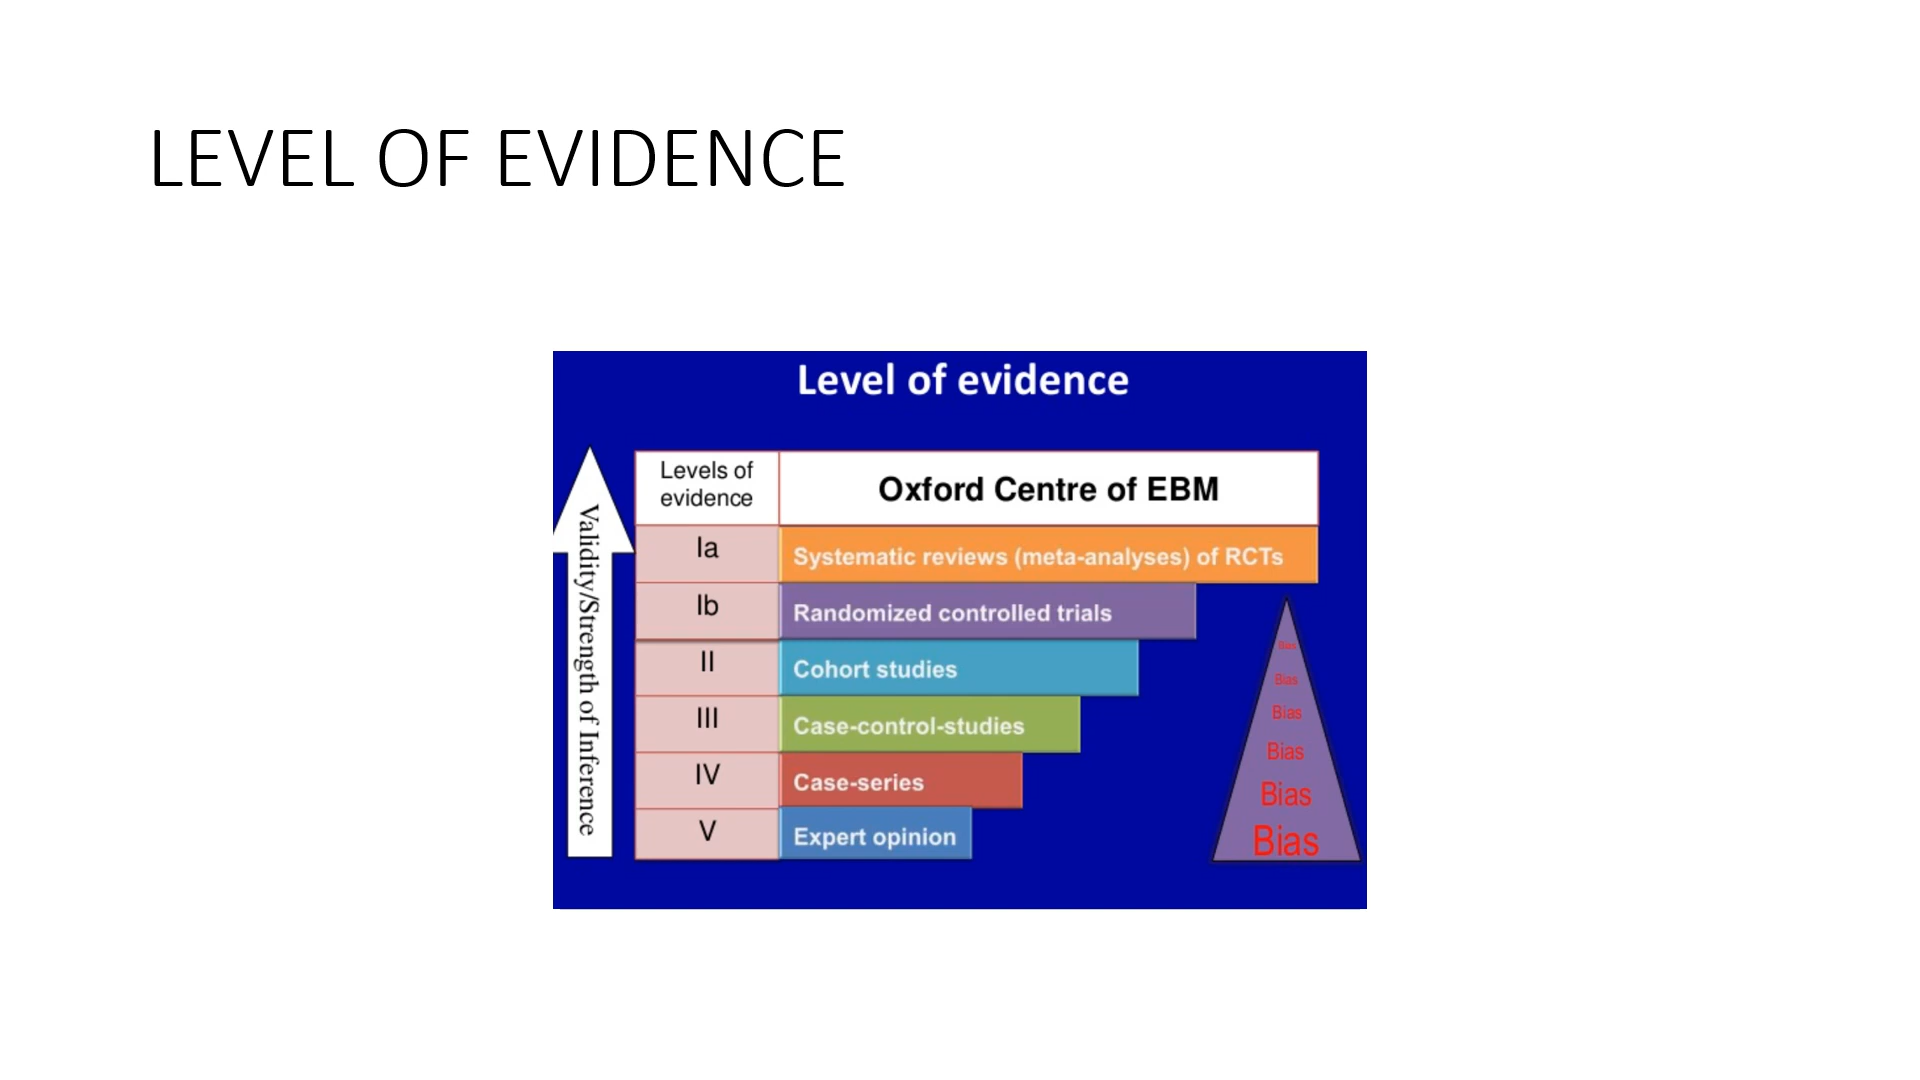 LEVEL OF EVIDENCE
Level of evidence
Validity/Strength of Inference
Levels of
evidence
Oxford Centre of EBM
Ia
Systematic reviews (meta-analyses) of RCTs
Ib
Randomized controlled trials
II
Cohort studies
III
Case-control-studies
IV
Case-series
V
Expert opinion
Bias
Bias
Bias
Bias
Bias
Bias